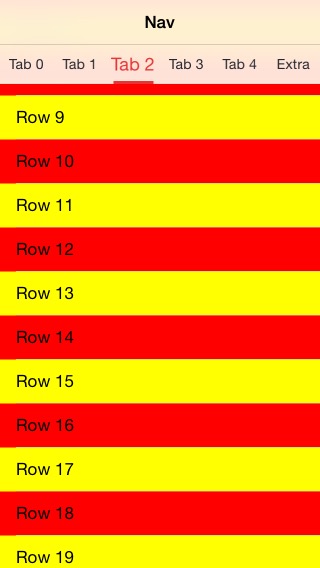 Nav
Tab 0 Tab 1 Tab 2 Tab 3 Tab 4 Extra
Row 9
Row 10
Row 11
Row 12
Row 13
Row 14
Row 15
Row 16
Row 17
Row 18
Row 19